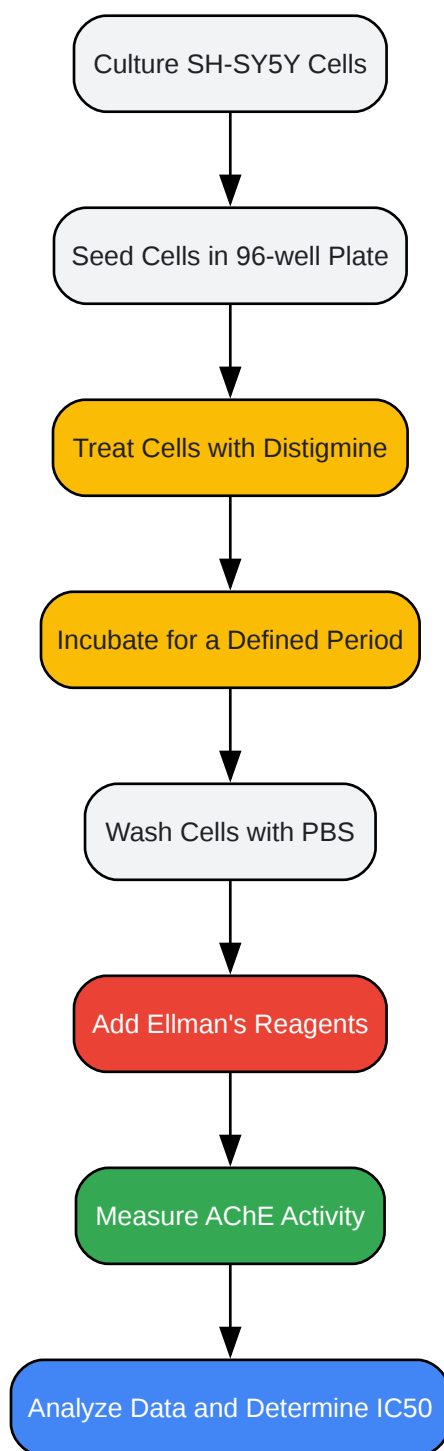 Culture SH-SY5Y Cells
Seed Cells in 96-well Plate
Treat Cells with Distigmine
Incubate for a Defined Period
Wash Cells with PBS
Add Ellman's Reagents
Measure AChE Activity
Analyze Data and Determine IC50